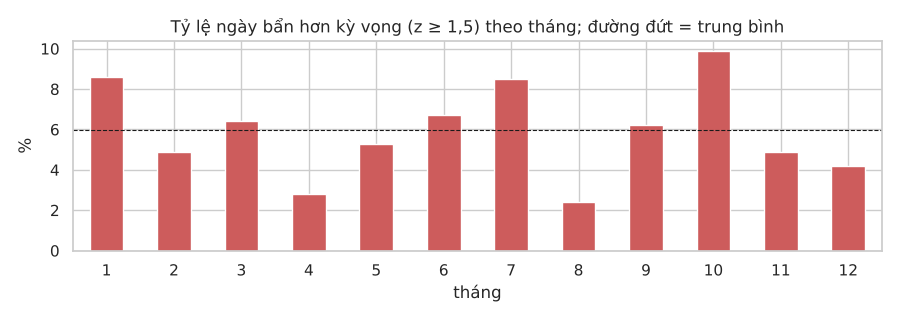 Tỷ lệ ngày bẩn hơn kỳ vọng (z ≥ 1,5) theo tháng; đường đứt = trung bình
%
10
8
6
4
2
0
1 2 3 4 5 6 7 8 9 10 11 12
tháng